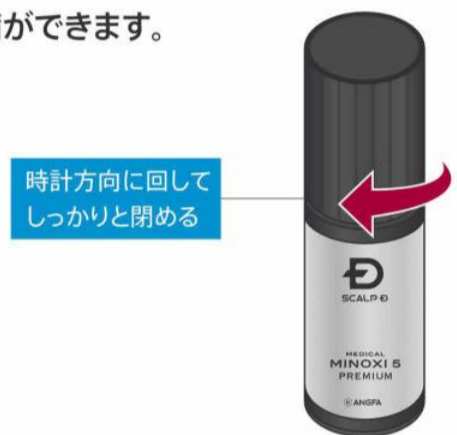 ができます。
時計方向に回して
しっかりと閉める
SCALP D
MEDICAL
MINOXI 5
PREMIUM
ANGFA